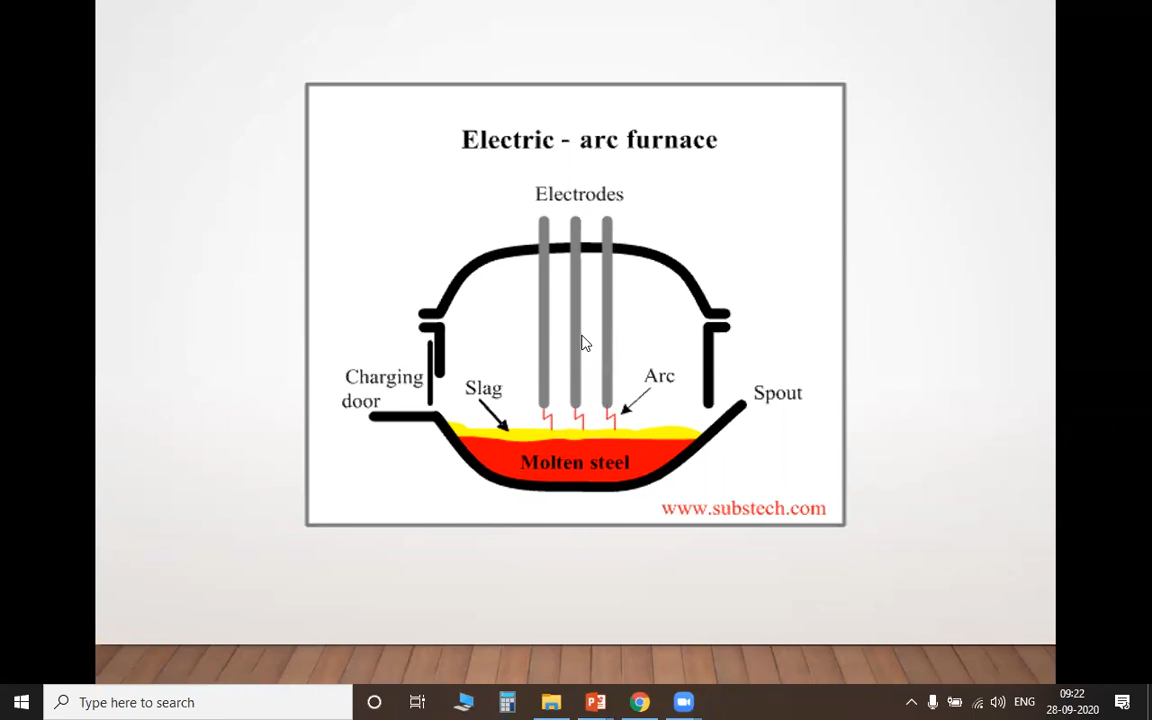 Electric - arc furnace
Electrodes
Charging
door
Slag
Arc
Spout
Molten steel
www.substech.com
Type here to search
ENG
09:22
28-09-2020